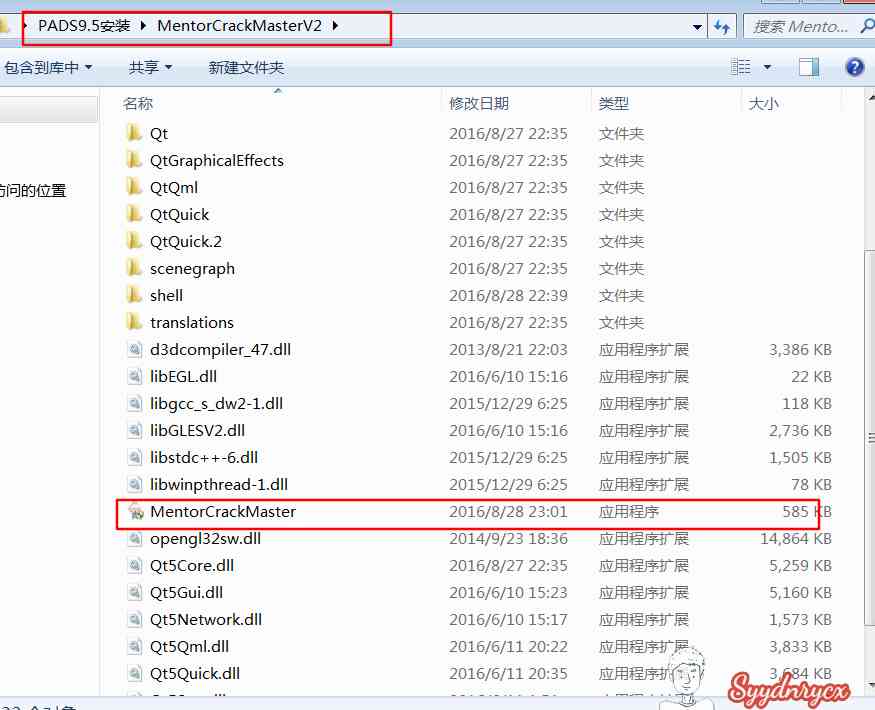 PADS9.5安装 MentorCrackMasterV2
搜索 Mento...
包含到库中 共享 新建文件夹
名称 修改日期 类型 大小
Qt 2016/8/27 22:35 文件夹
QtGraphicalEffects 2016/8/27 22:35 文件夹
QtQml 2016/8/27 22:35 文件夹
访问的位置
QtQuick 2016/8/27 22:35 文件夹
QtQuick.2 2016/8/27 22:35 文件夹
scenegraph 2016/8/27 22:35 文件夹
shell 2016/8/28 22:39 文件夹
translations 2016/8/27 22:35 文件夹
d3dcompiler_47.dll 2013/8/21 22:03 应用程序扩展 3,386 KB
libEGL.dll 2016/6/10 15:16 应用程序扩展 22 KB
libgcc_s_dw2-1.dll 2015/12/29 6:25 应用程序扩展 118 KB
libGLESV2.dll 2016/6/10 15:16 应用程序扩展 2,736 KB
libstdc++-6.dll 2015/12/29 6:25 应用程序扩展 1,505 KB
libwinpthread-1.dll 2015/12/29 6:25 应用程序扩展 78 KB
MentorCrackMaster 2016/8/28 23:01 应用程序 585 KB
opengl32sw.dll 2014/9/23 18:36 应用程序扩展 14,864 KB
Qt5Core.dll 2016/8/27 22:35 应用程序扩展 5,259 KB
Qt5Gui.dll 2016/6/10 15:23 应用程序扩展 5,160 KB
Qt5Network.dll 2016/6/10 15:17 应用程序扩展 1,573 KB
Qt5Qml.dll 2016/6/11 20:22 应用程序扩展 3,833 KB
Qt5Quick.dll 2016/6/11 20:35 应用程序扩展 3,684 KB
Syydnrycx